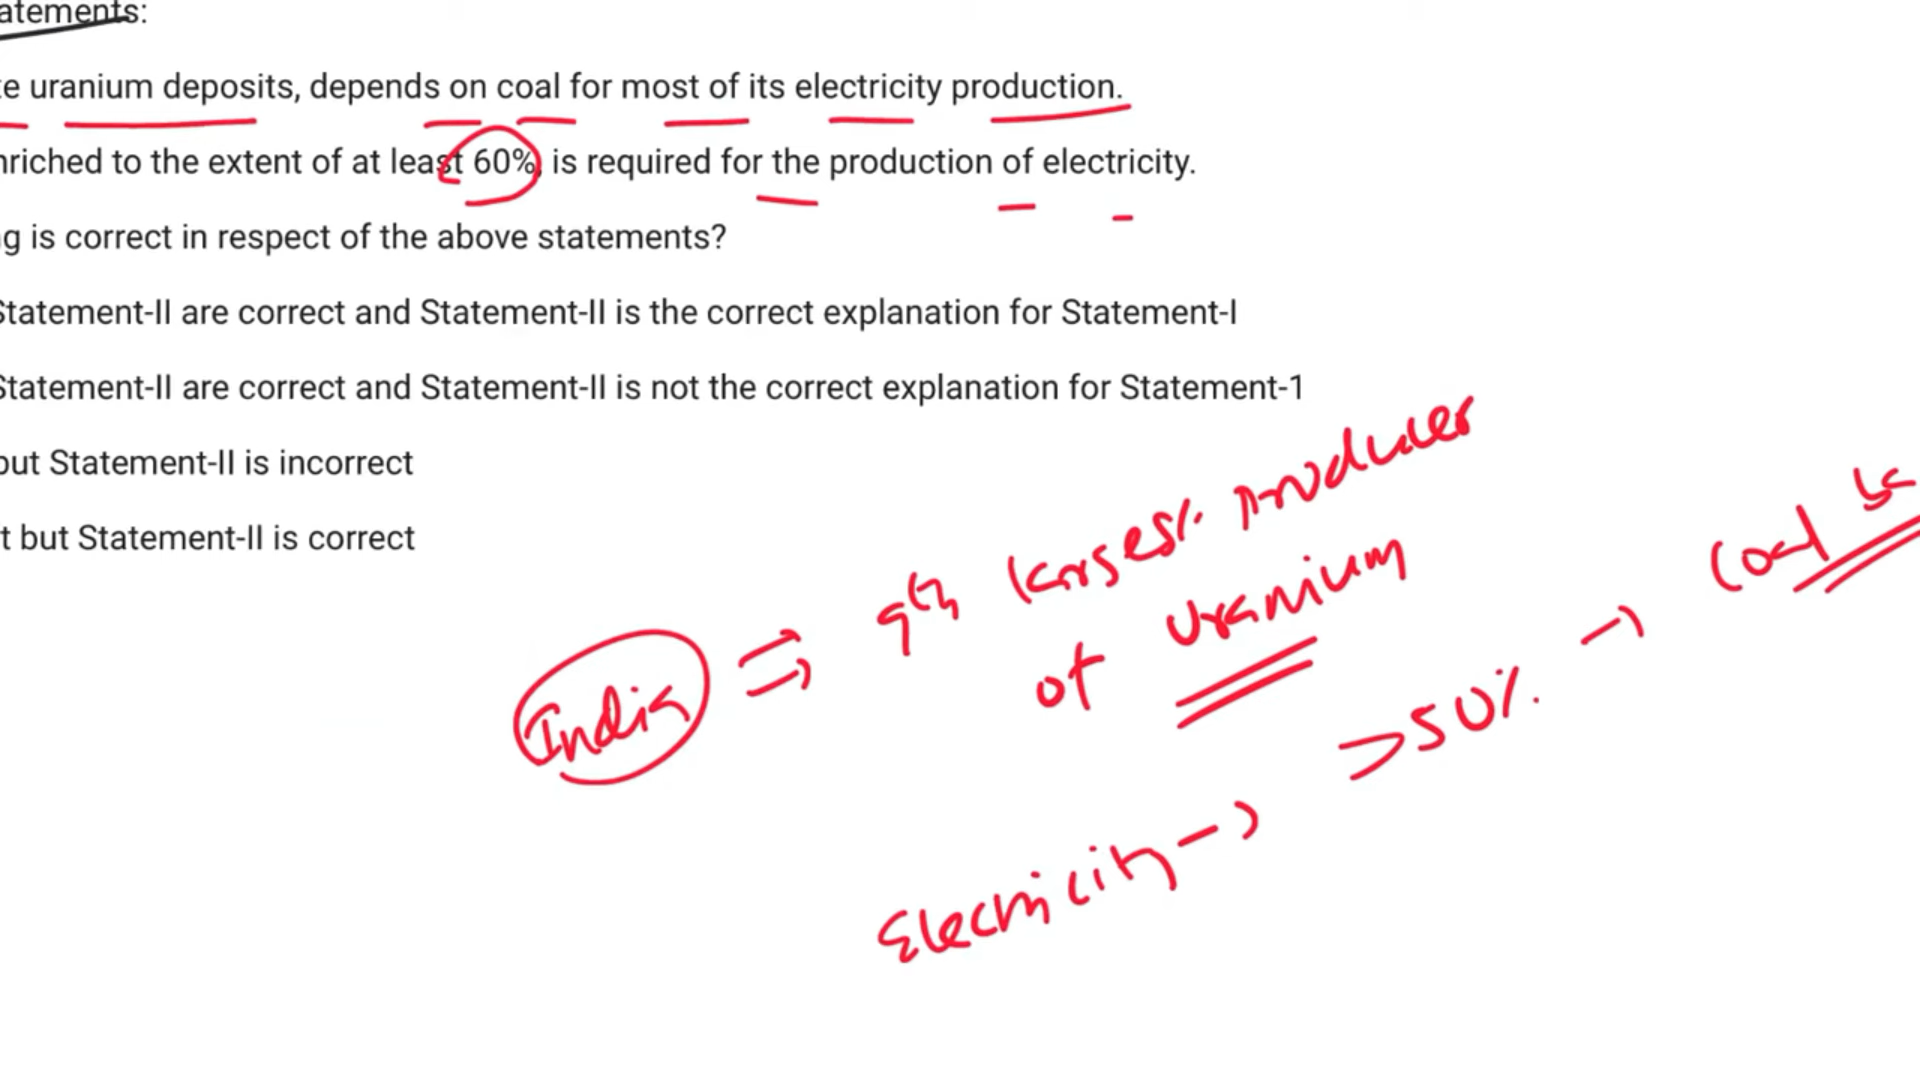 atements:
te uranium deposits, depends on coal for most of its electricity production.
nriched to the extent of at least 60%, is required for the production of electricity.
ng is correct in respect of the above statements?
Statement-II are correct and Statement-II is the correct explanation for Statement-I
Statement-II are correct and Statement-II is not the correct explanation for Statement-1
but Statement-II is incorrect
t but Statement-II is correct
India ⇒ 9th largest producer
of uranium
Electricity → >50% → Coal